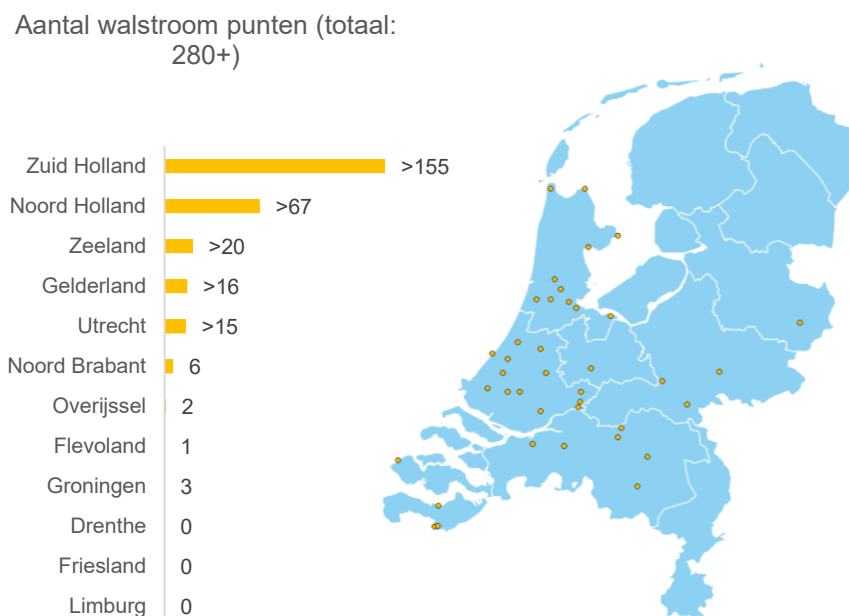 Aantal walstroom punten (totaal:
280+)
Zuid Holland >155
Noord Holland >67
Zeeland >20
Gelderland >16
Utrecht >15
Noord Brabant 6
Overijssel 2
Flevoland 1
Groningen 3
Drenthe 0
Friesland 0
Limburg 0